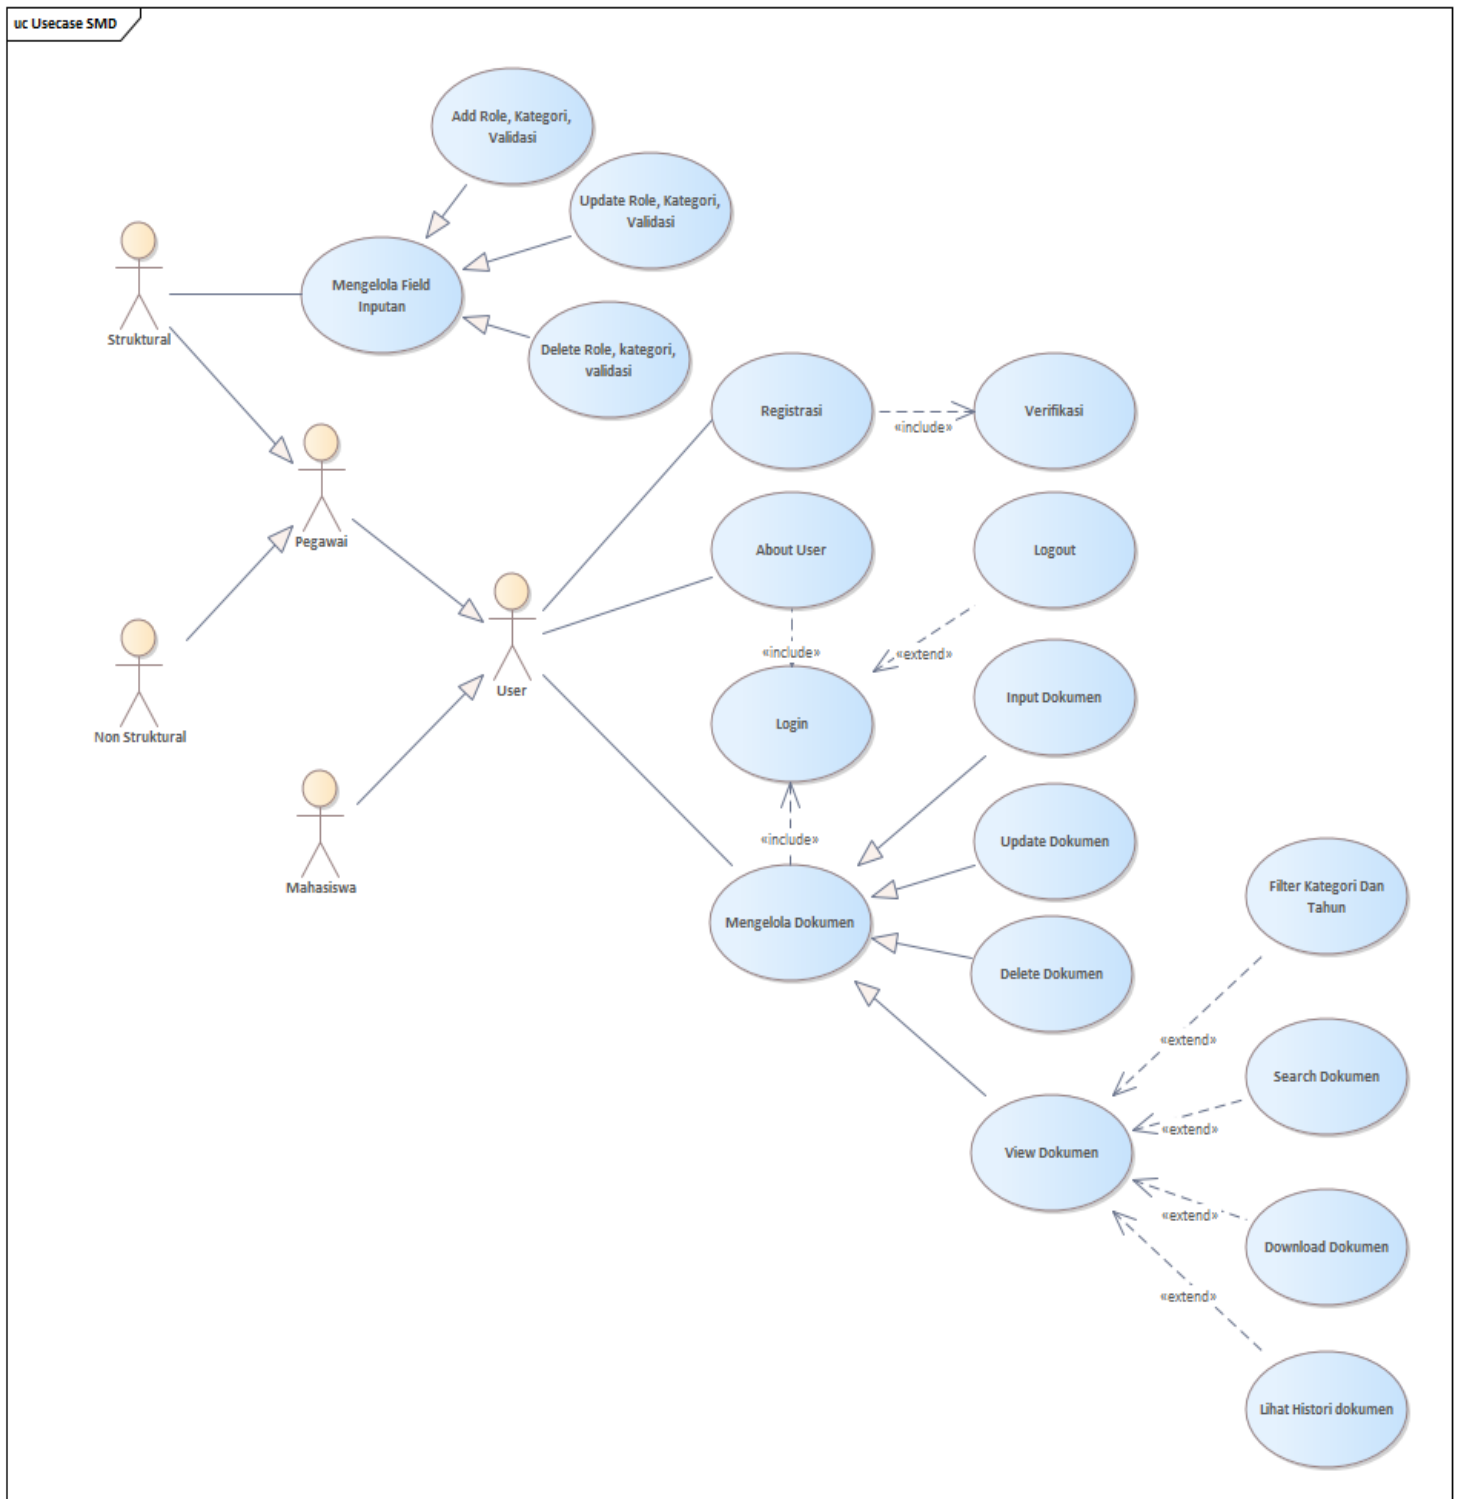 uc Usecase SMD
Add Role, Kategori,
Validasi
Update Role, Kategori,
Validasi
Mengelola Field
Inputan
Struktural
Delete Role, kategori,
validasi
Registrasi
«include»
Verifikasi
Pegawai
About User
Logout
«include»
«extend»
User
Input Dokumen
Non Struktural
Login
«include»
Update Dokumen
Mahasiswa
Filter Kategori Dan
Tahun
Mengelola Dokumen
Delete Dokumen
«extend»
Search Dokumen
«extend»
View Dokumen
«extend»
Download Dokumen
«extend»
Lihat Histori dokumen